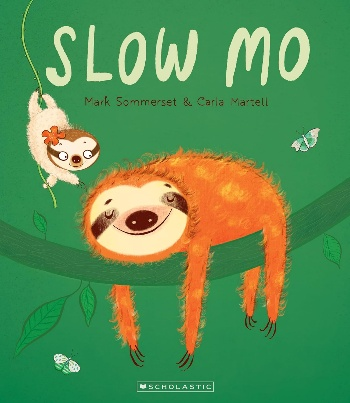 SLOW MO
Mark Sommerset & Carla Martell
SCHOLASTIC